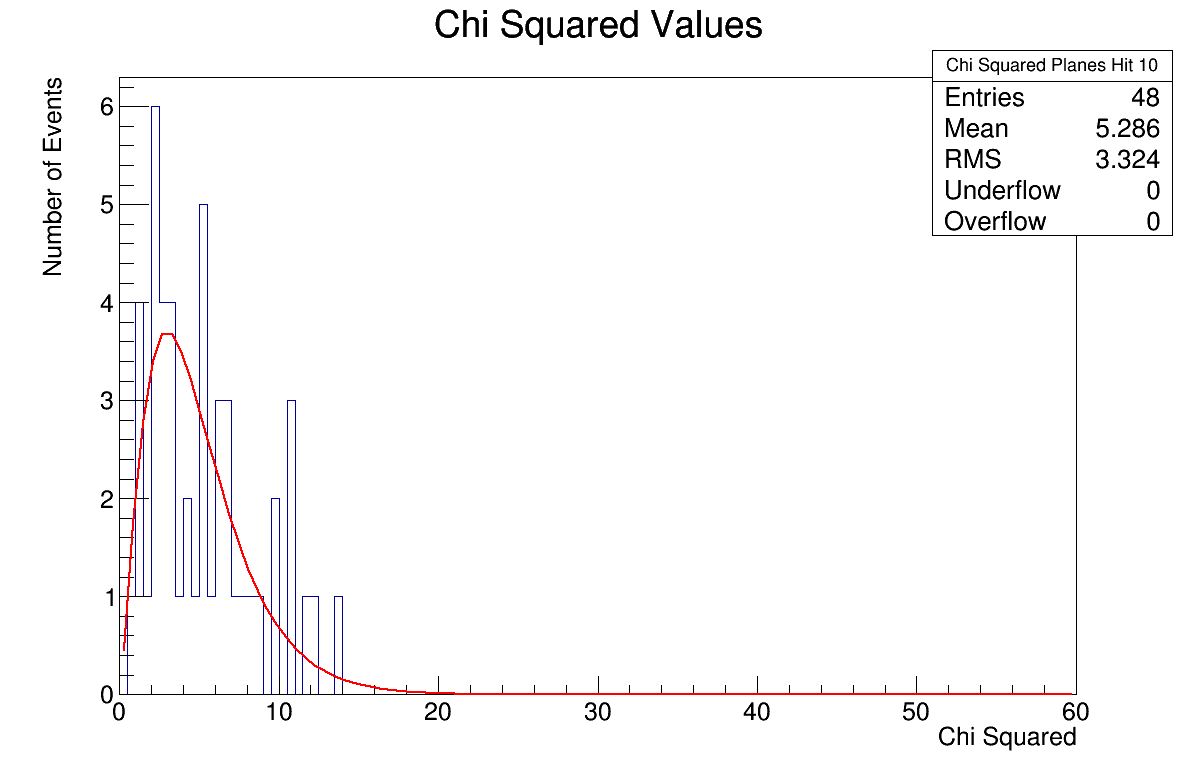 Chi Squared Values
Chi Squared Planes Hit 10
Entries 48
Mean 5.286
RMS 3.324
Underflow 0
Overflow 0
Number of Events
6
5
4
3
2
1
0
0 10 20 30 40 50 60
Chi Squared